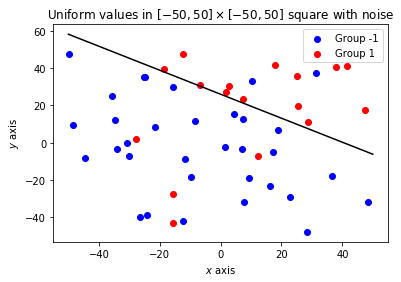 Uniform values in [−50, 50] × [−50, 50] square with noise
Group -1
Group 1
60
40
20
0
−20
−40
y axis
−40
−20
0
20
40
x axis